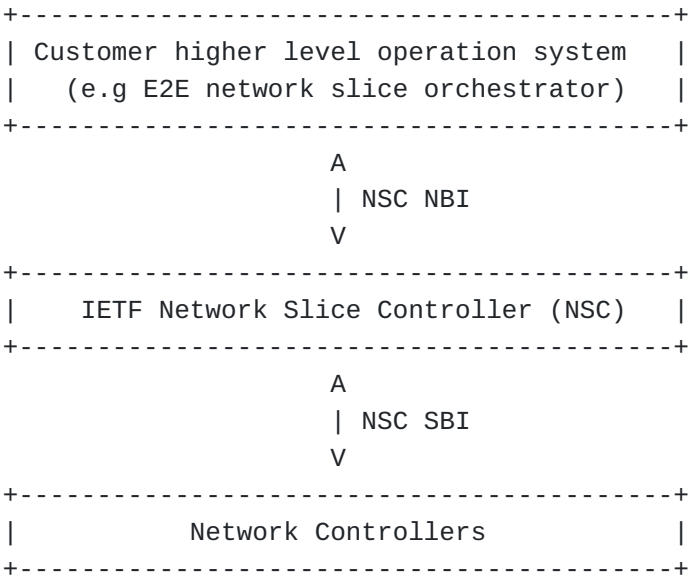 +-----------------------------------------+
| Customer higher level operation system   |
|   (e.g E2E network slice orchestrator)   |
+-----------------------------------------+
A
| NSC NBI
V
+-----------------------------------------+
|    IETF Network Slice Controller (NSC)   |
+-----------------------------------------+
A
| NSC SBI
V
+-----------------------------------------+
|           Network Controllers            |
+-----------------------------------------+